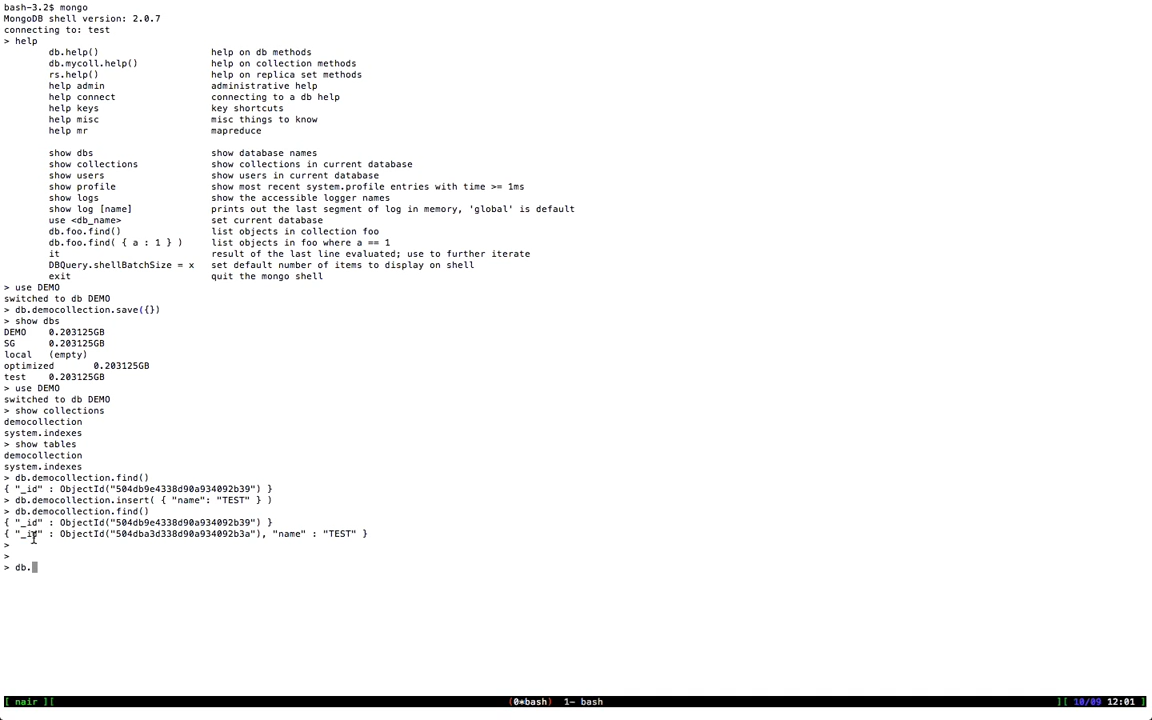 bash-3.2$ mongo
MongoDB shell version: 2.0.7
connecting to: test
> help
db.help() help on db methods
db.mycoll.help() help on collection methods
rs.help() help on replica set methods
help admin administrative help
help connect connecting to a db help
help keys key shortcuts
help misc misc things to know
help mr mapreduce
show dbs show database names
show collections show collections in current database
show users show users in current database
show profile show most recent system.profile entries with time >= 1ms
show logs show the accessible logger names
show log [name] prints out the last segment of log in memory, 'global' is default
use <db_name> set current database
db.foo.find() list objects in collection foo
db.foo.find( { a : 1 } ) list objects in foo where a == 1
it result of the last line evaluated; use to further iterate
DBQuery.shellBatchSize = x set default number of items to display on shell
exit quit the mongo shell
> use DEMO
switched to db DEMO
> db.democollection.save({})
> show dbs
DEMO 0.203125GB
SG 0.203125GB
local (empty)
optimized 0.203125GB
test 0.203125GB
> use DEMO
switched to db DEMO
> show collections
democollection
system.indexes
> show tables
democollection
system.indexes
> db.democollection.find()
{ "_id" : ObjectId("504db9e4338d90a934092b39") }
> db.democollection.insert( { "name": "TEST" } )
> db.democollection.find()
{ "_id" : ObjectId("504db9e4338d90a934092b39") }
{ "_id" : ObjectId("504dba3d338d90a934092b3a"), "name" : "TEST" }
>
>
> db.
[ nair ][ (0*bash) 1- bash ][ 10/09 12:01 ]